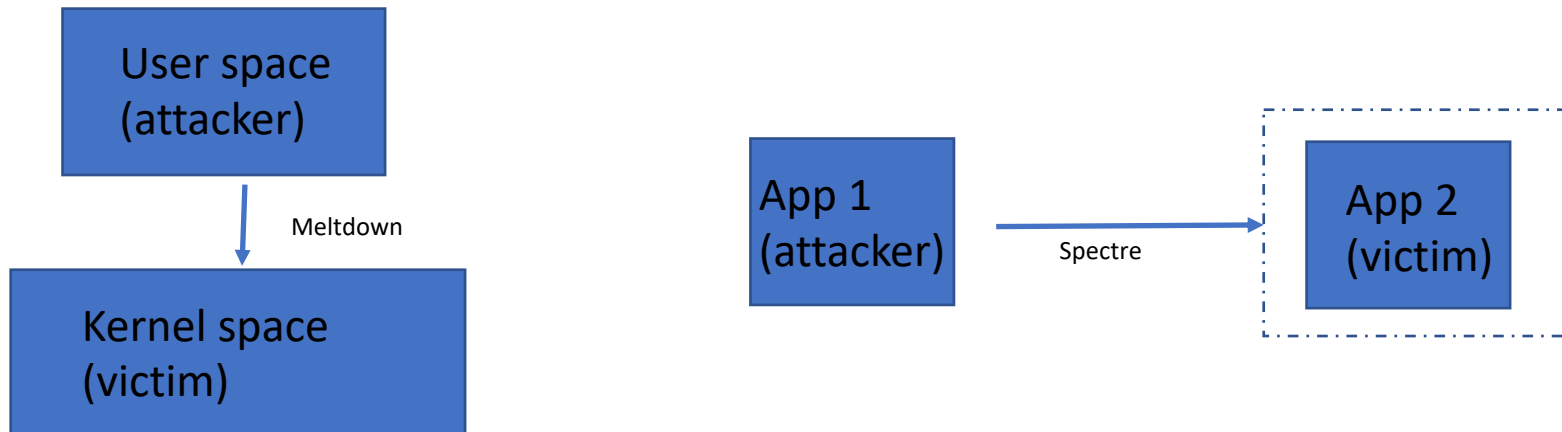 User space
(attacker)
Meltdown
Kernel space
(victim)
App 1
(attacker)
Spectre
App 2
(victim)